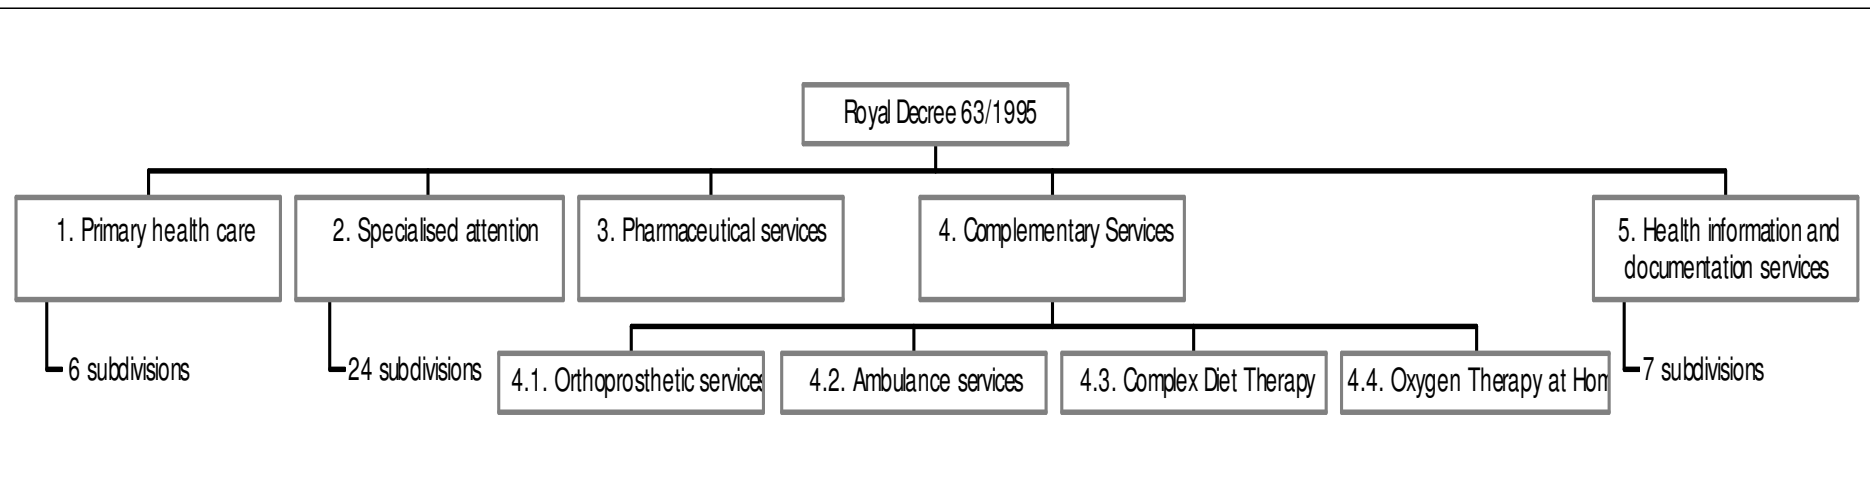 Royal Decree 63/1995
1. Primary health care
2. Specialised attention
3. Pharmaceutical services
4. Complementary Services
5. Health information and
documentation services
6 subdivisions
24 subdivisions
4.1. Orthoprosthetic services
4.2. Ambulance services
4.3. Complex Diet Therapy
4.4. Oxygen Therapy at Hom
7 subdivisions